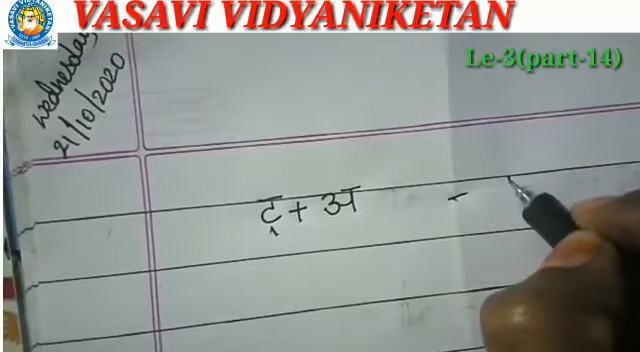 VASAVI VIDYANIKETAN
Le-3(part-14)
Wednesday
21/10/2020
ट् + अ -